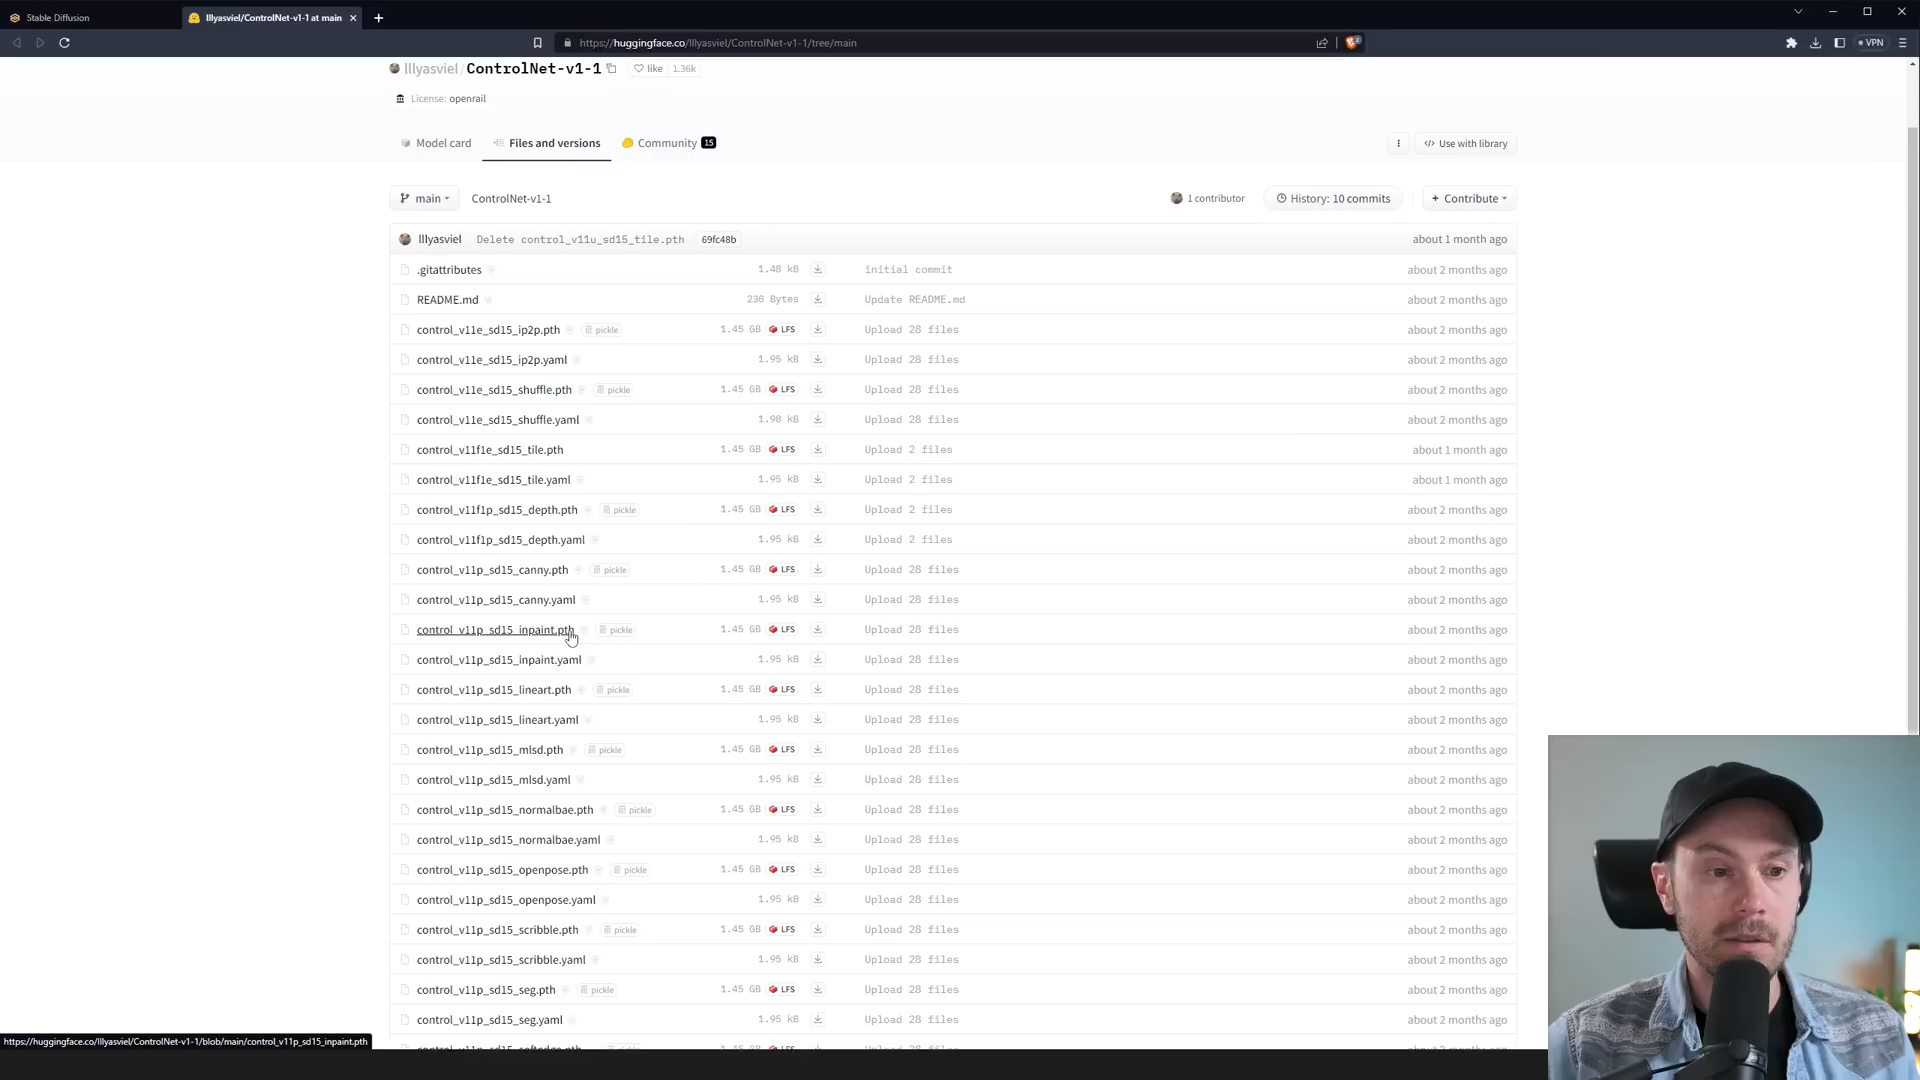 Stable Diffusion
lllyasviel/ControlNet-v1-1 at main
https://huggingface.co/lllyasviel/ControlNet-v1-1/tree/main
VPN
lllyasviel/ControlNet-v1-1 like 1.36k
License: openrail
Model card Files and versions Community 15 Use with library
main ControlNet-v1-1 1 contributor History: 10 commits + Contribute
lllyasviel Delete control_v11u_sd15_tile.pth 69fc48b about 1 month ago
.gitattributes 1.48 kB initial commit about 2 months ago
README.md 230 Bytes Update README.md about 2 months ago
control_v11e_sd15_ip2p.pth pickle 1.45 GB LFS Upload 28 files about 2 months ago
control_v11e_sd15_ip2p.yaml 1.95 kB Upload 28 files about 2 months ago
control_v11e_sd15_shuffle.pth pickle 1.45 GB LFS Upload 28 files about 2 months ago
control_v11e_sd15_shuffle.yaml 1.98 kB Upload 28 files about 2 months ago
control_v11f1e_sd15_tile.pth 1.45 GB LFS Upload 2 files about 1 month ago
control_v11f1e_sd15_tile.yaml 1.95 kB Upload 2 files about 1 month ago
control_v11f1p_sd15_depth.pth pickle 1.45 GB LFS Upload 2 files about 2 months ago
control_v11f1p_sd15_depth.yaml 1.95 kB Upload 2 files about 2 months ago
control_v11p_sd15_canny.pth pickle 1.45 GB LFS Upload 28 files about 2 months ago
control_v11p_sd15_canny.yaml 1.95 kB Upload 28 files about 2 months ago
control_v11p_sd15_inpaint.pth pickle 1.45 GB LFS Upload 28 files about 2 months ago
control_v11p_sd15_inpaint.yaml 1.95 kB Upload 28 files about 2 months ago
control_v11p_sd15_lineart.pth pickle 1.45 GB LFS Upload 28 files about 2 months ago
control_v11p_sd15_lineart.yaml 1.95 kB Upload 28 files about 2 months ago
control_v11p_sd15_mlsd.pth pickle 1.45 GB LFS Upload 28 files about 2 months ago
control_v11p_sd15_mlsd.yaml 1.95 kB Upload 28 files about 2 months ago
control_v11p_sd15_normalbae.pth pickle 1.45 GB LFS Upload 28 files about 2 months ago
control_v11p_sd15_normalbae.yaml 1.95 kB Upload 28 files about 2 months ago
control_v11p_sd15_openpose.pth pickle 1.45 GB LFS Upload 28 files about 2 months ago
control_v11p_sd15_openpose.yaml 1.95 kB Upload 28 files about 2 months ago
control_v11p_sd15_scribble.pth pickle 1.45 GB LFS Upload 28 files about 2 months ago
control_v11p_sd15_scribble.yaml 1.95 kB Upload 28 files about 2 months ago
control_v11p_sd15_seg.pth pickle 1.45 GB LFS Upload 28 files about 2 months ago
control_v11p_sd15_seg.yaml 1.95 kB Upload 28 files about 2 months ago
https://huggingface.co/lllyasviel/ControlNet-v1-1/blob/main/control_v11p_sd15_inpaint.pth